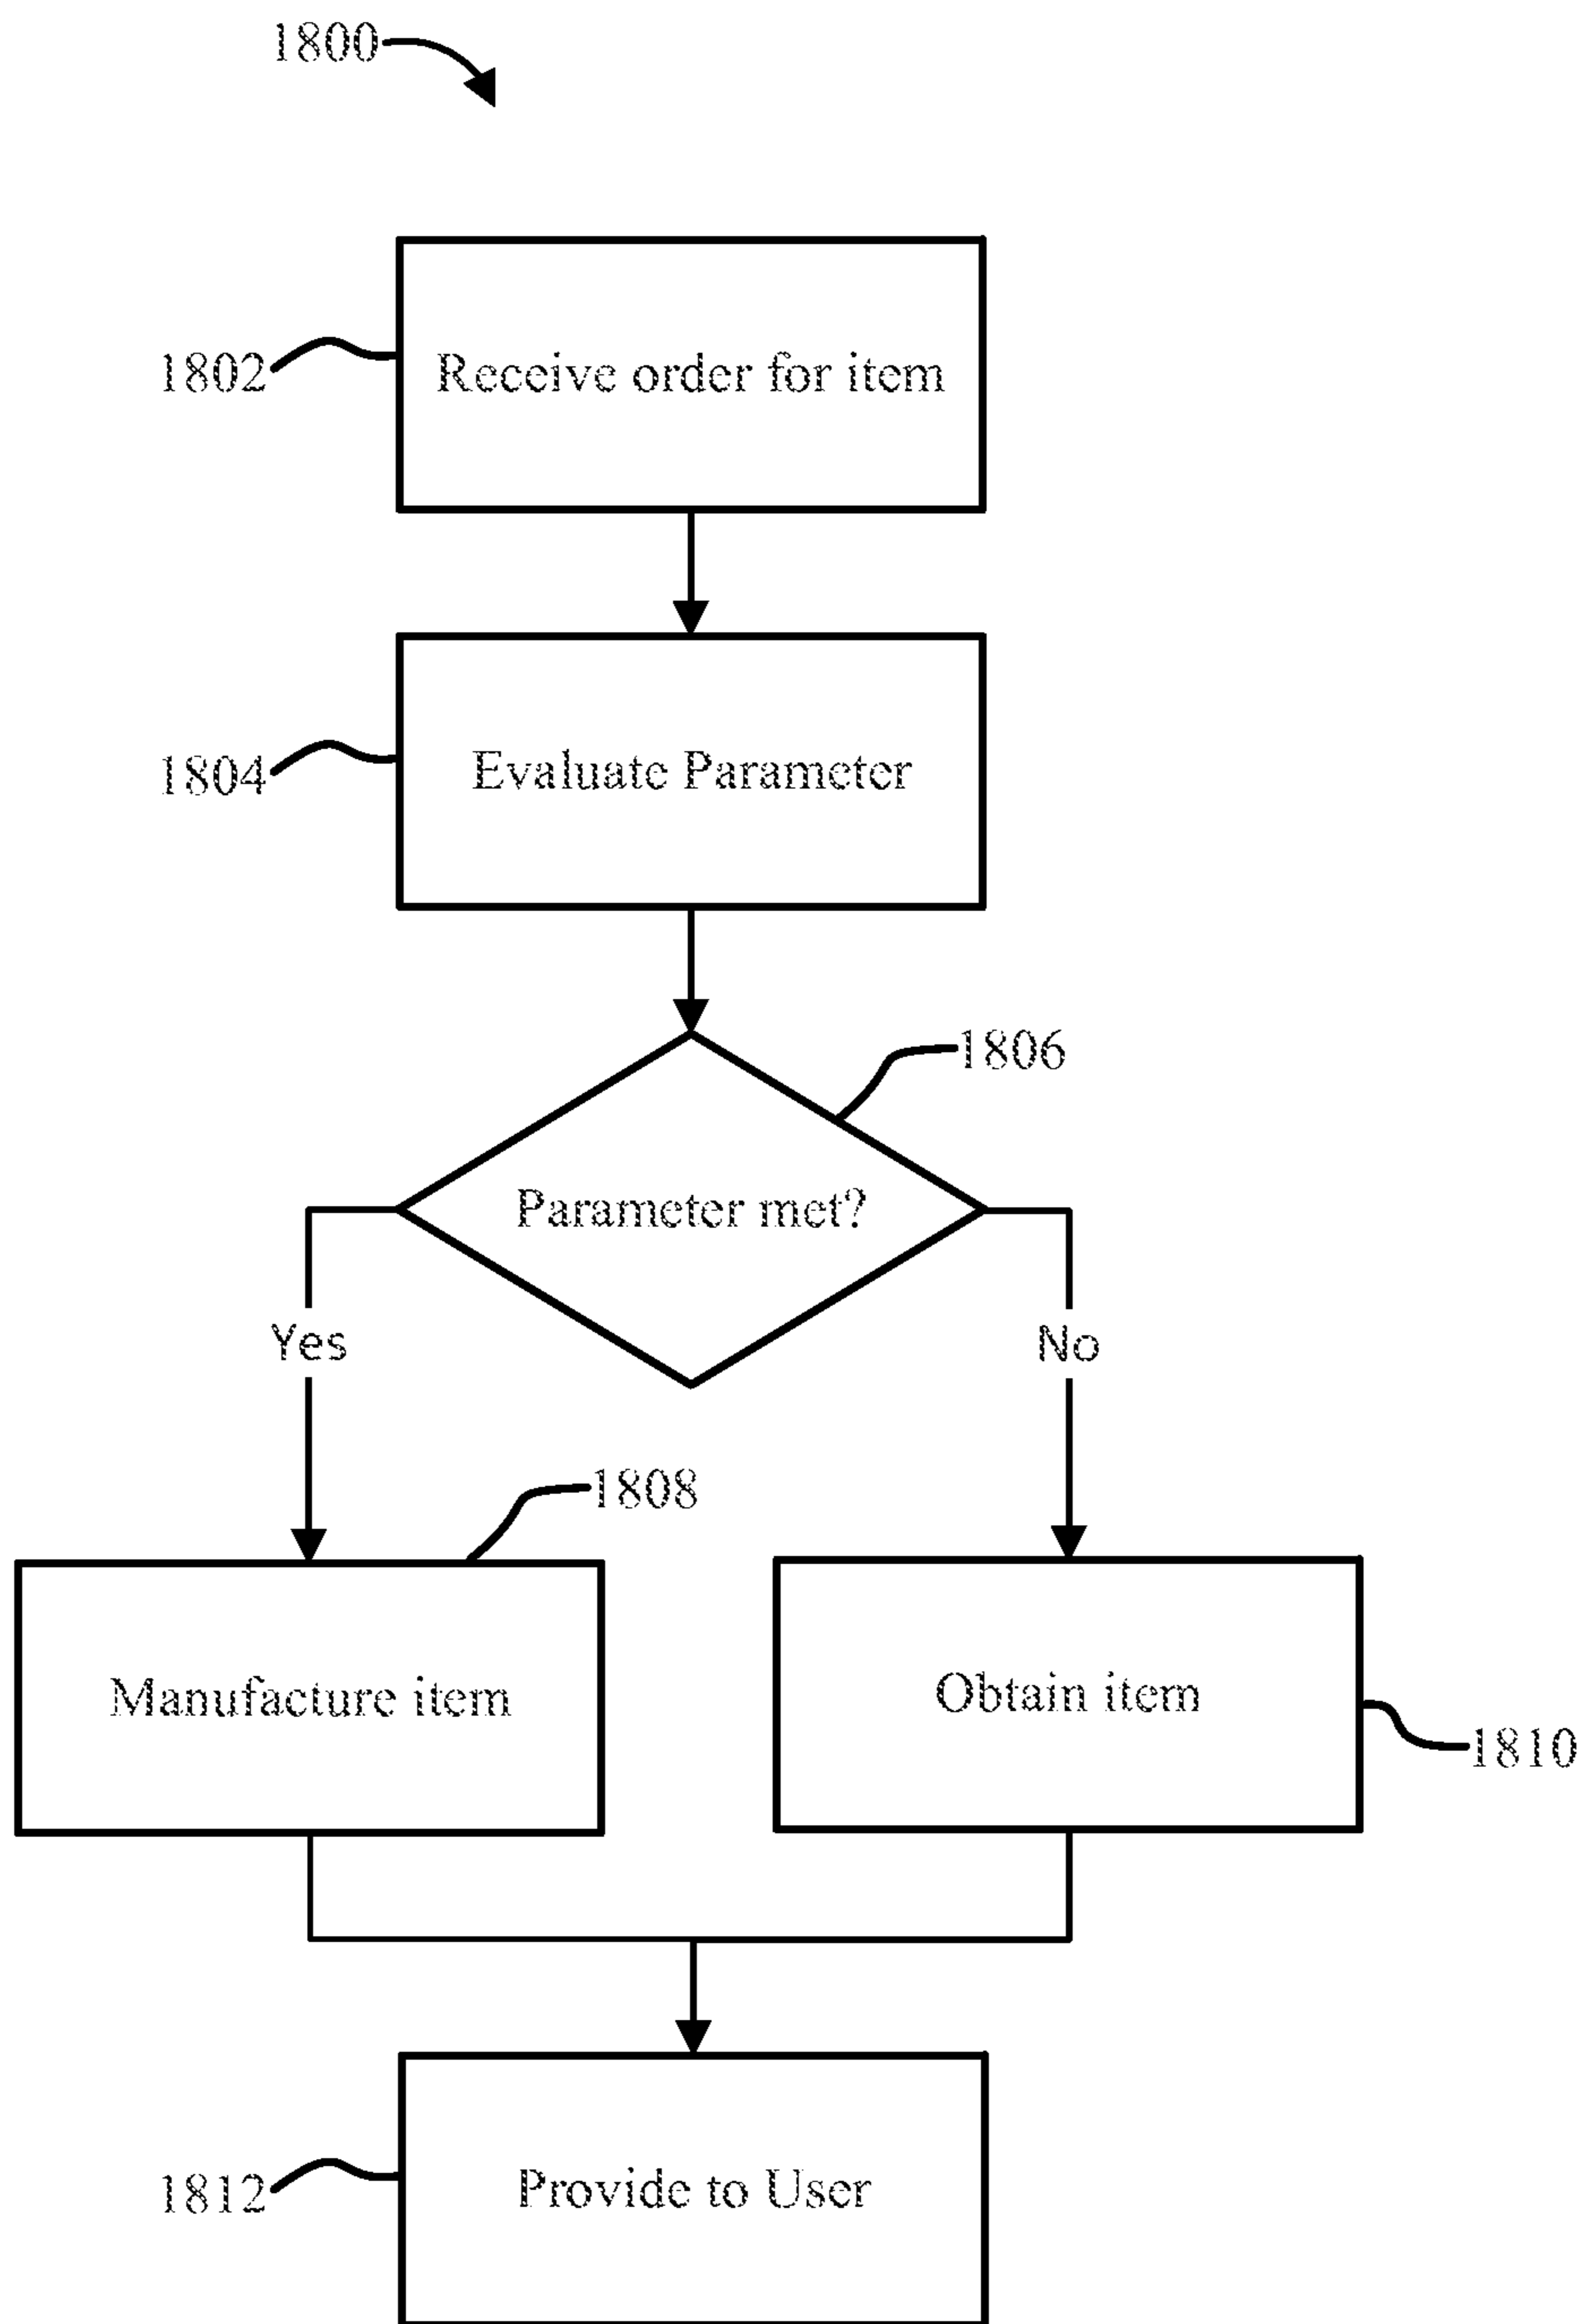 1800
1802
Receive order for item
1804
Evaluate Parameter
1806
Parameter met?
Yes
No
1808
Manufacture item
Obtain item
1810
1812
Provide to User